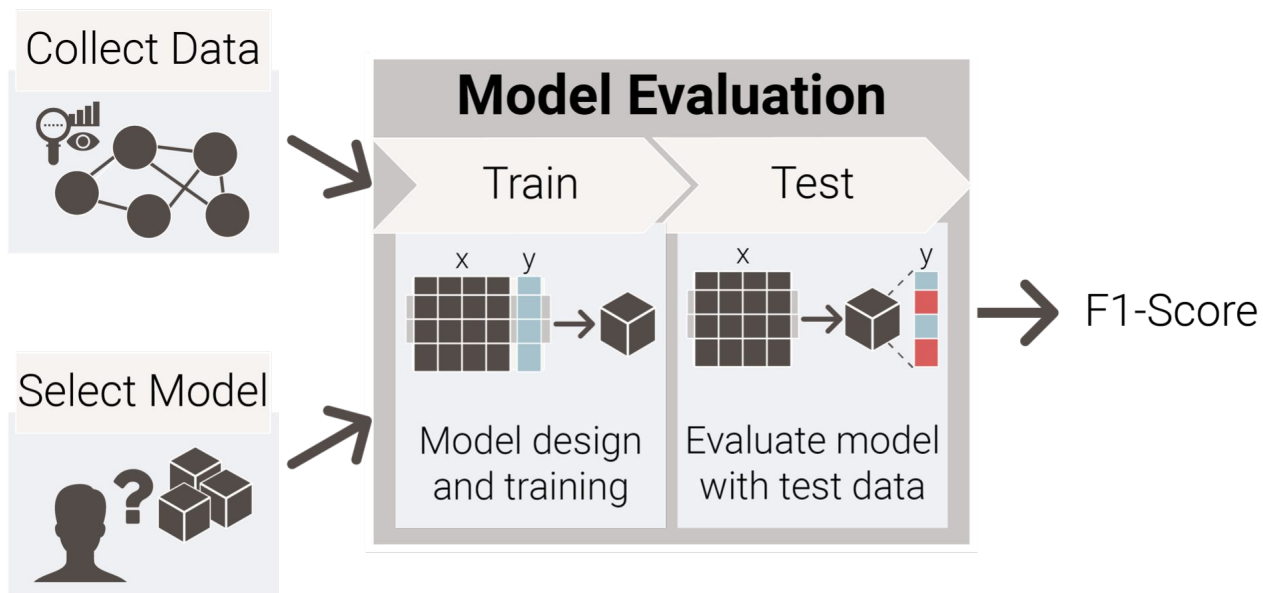 Collect Data
Select Model
Model Evaluation
Train
Test
x y
x y
Model design
and training
Evaluate model
with test data
F1-Score
?